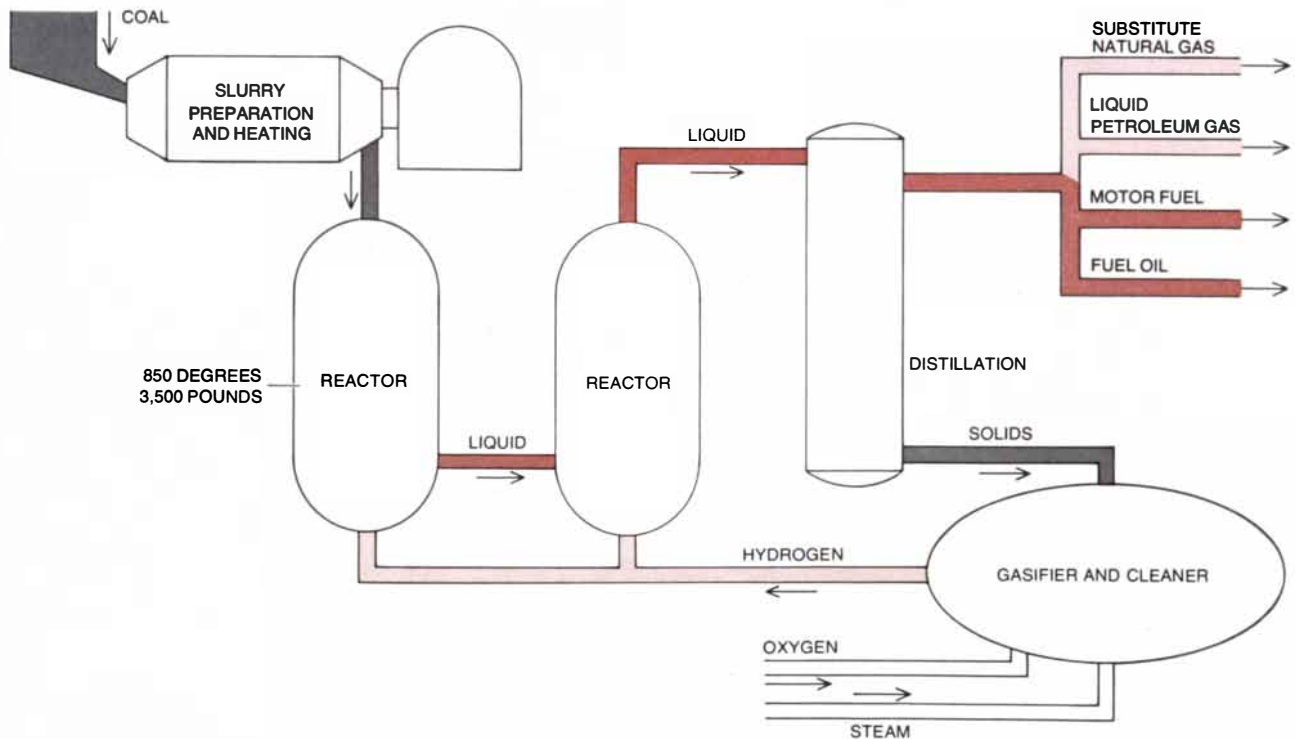 COAL
SLURRY
PREPARATION
AND HEATING
SUBSTITUTE
NATURAL GAS
LIQUID
PETROLEUM GAS
MOTOR FUEL
FUEL OIL
LIQUID
850 DEGREES
3,500 POUNDS
REACTOR
REACTOR
DISTILLATION
LIQUID
SOLIDS
HYDROGEN
GASIFIER AND CLEANER
OXYGEN
STEAM